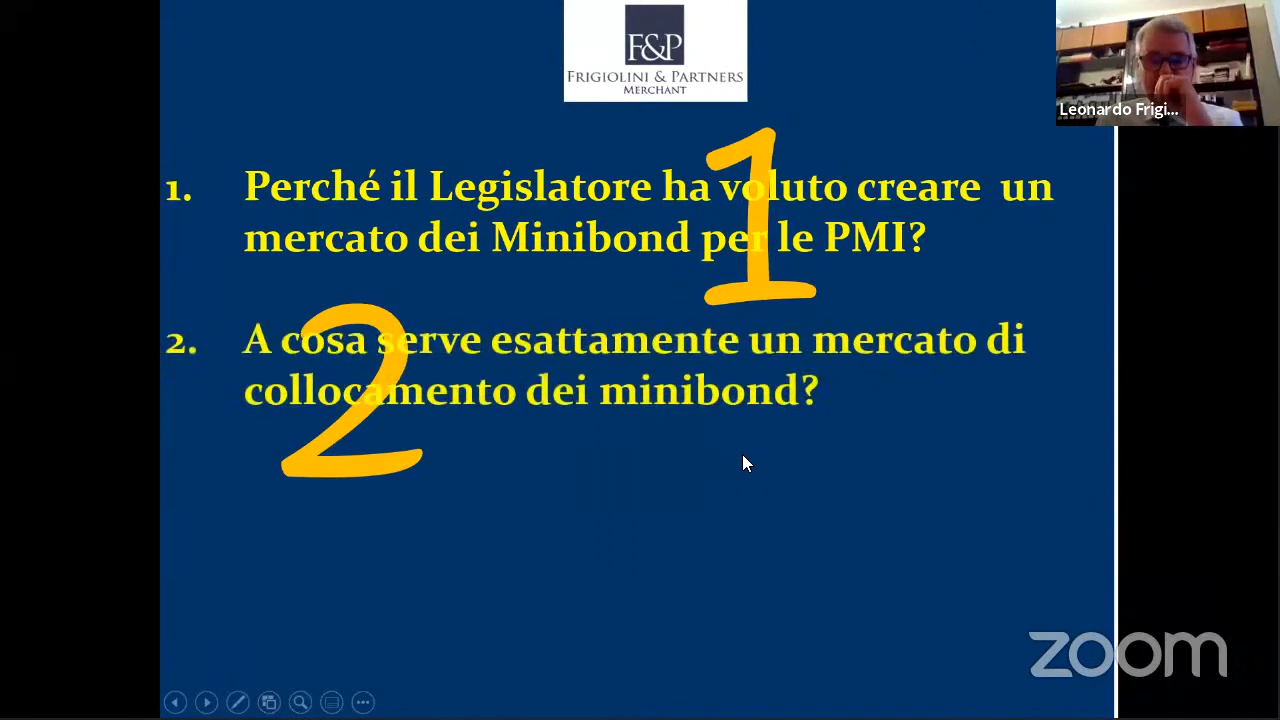 F&P
FRIGIOLINI & PARTNERS
MERCHANT
Leonardo Frigi...
1. Perché il Legislatore ha voluto creare un
mercato dei Minibond per le PMI?
1
2. A cosa serve esattamente un mercato di
collocamento dei minibond?
2
zoom